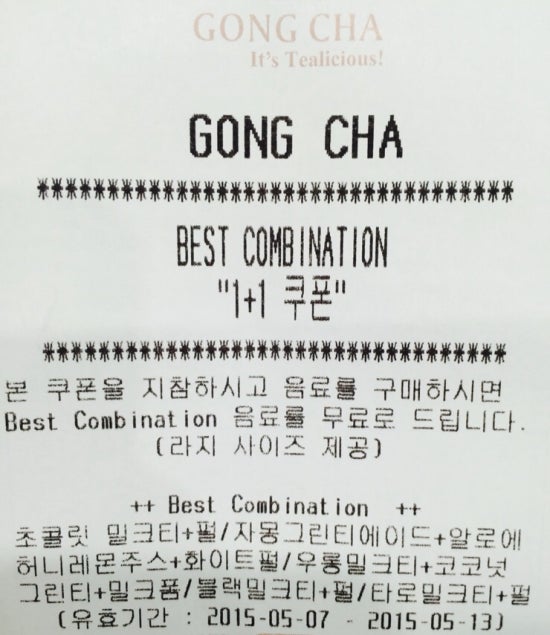 GONG CHA
It's Tealicious!
GONG CHA
******************************************
BEST COMBINATION
"1+1 쿠폰"
******************************************
본 쿠폰을 지참하시고 음료를 구매하시면
Best Combination 음료를 무료로 드립니다.
(라지 사이즈 제공)
++ Best Combination ++
초콜릿 밀크티+펄/자몽그린티에이드+알로에
허니레몬주스+화이트펄/우롱밀크티+코코넛
그린티+밀크폼/블랙밀크티+펄/타로밀크티+펄
(유효기간 : 2015-05-07 - 2015-05-13)